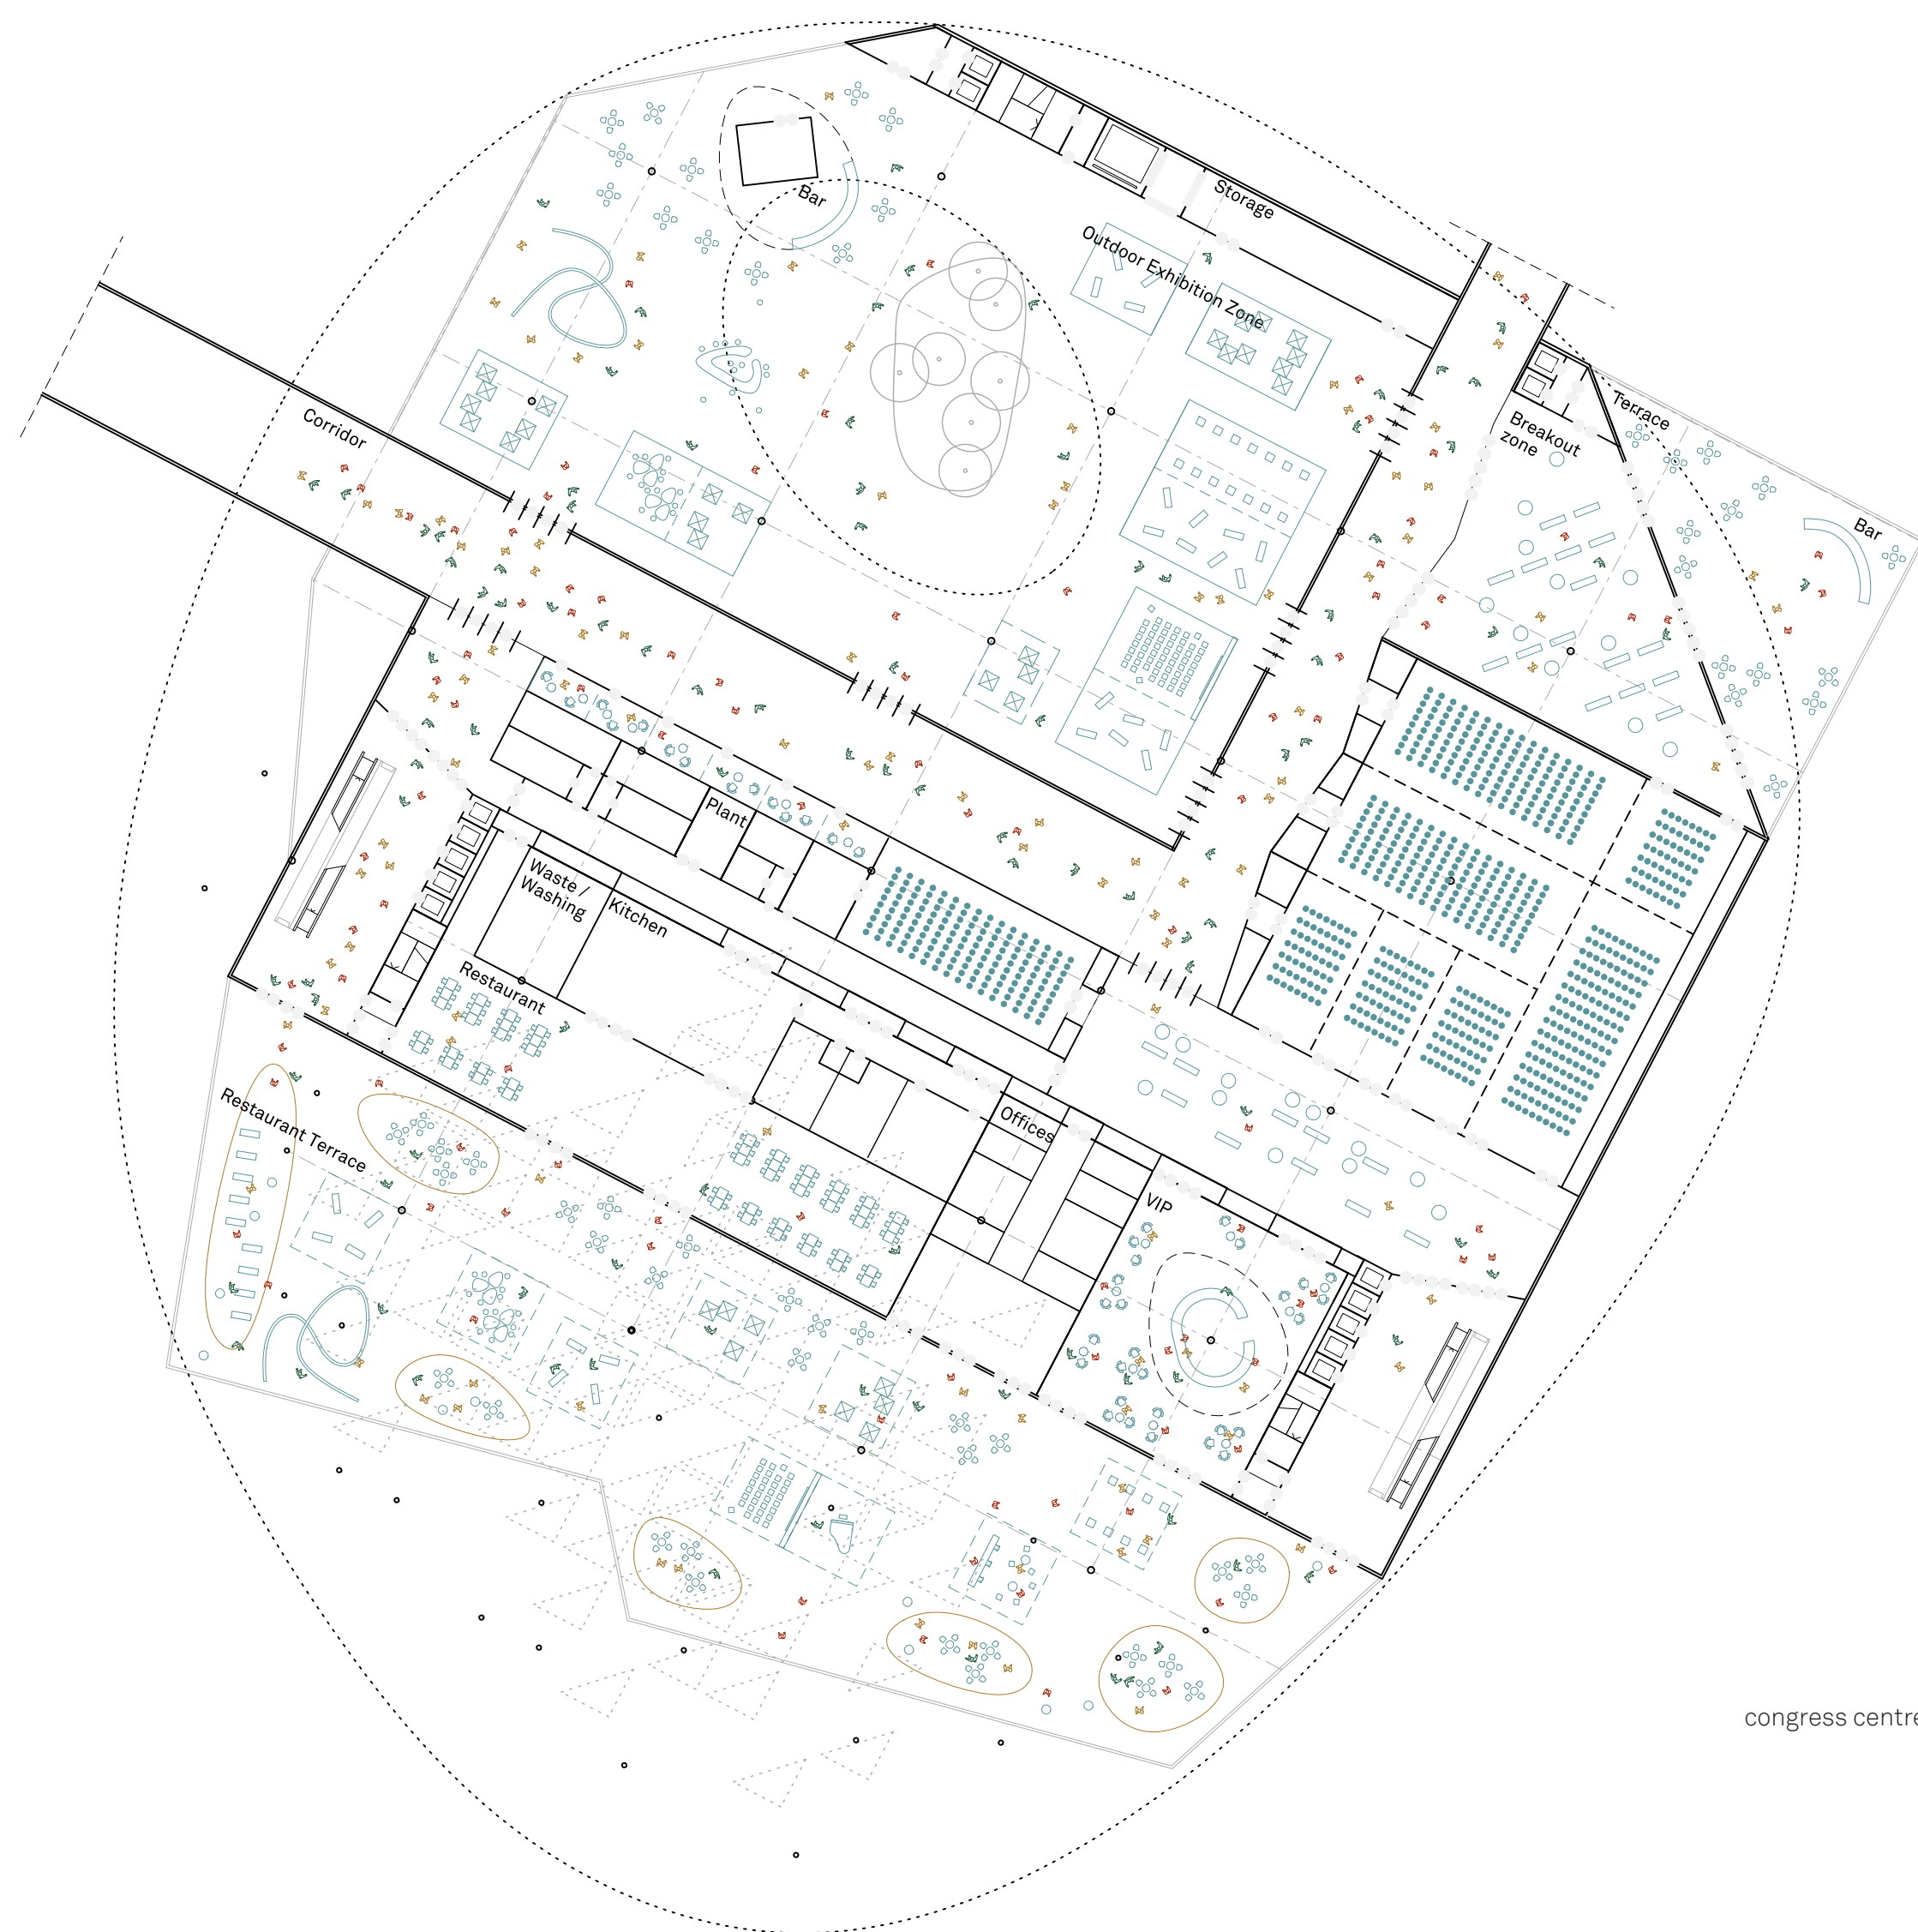 Bar
Storage
Outdoor Exhibition Zone
Corridor
Terrace
Breakout
zone
Bar
Plant
Waste /
Washing
Kitchen
Restaurant
Restaurant Terrace
Offices
VIP
congress centre